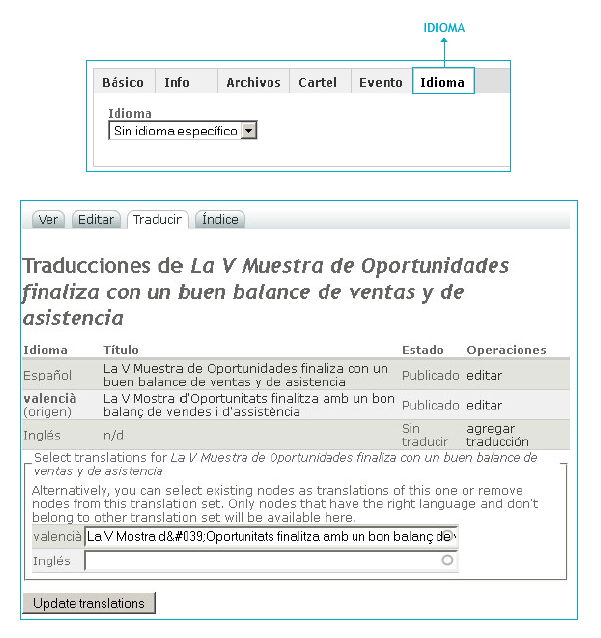 IDIOMA
Básico Info Archivos Cartel Evento Idioma
Idioma
Sin idioma específico
Ver Editar Traducir Índice
Traducciones de La V Muestra de Oportunidades
finaliza con un buen balance de ventas y de
asistencia
Idioma Título Estado Operaciones
Español La V Muestra de Oportunidades finaliza con un
buen balance de ventas y de asistencia Publicado editar
valencià La V Mostra d'Oportunitats finalitza amb un bon
(origen) balanç de vendes i d'assistència Publicado editar
Inglés n/d Sin agregar
traducir traducción
Select translations for La V Muestra de Oportunidades finaliza con un buen balance de
ventas y de asistencia
Alternatively, you can select existing nodes as translations of this one or remove
nodes from this translation set. Only nodes that have the right language and don't
belong to other translation set will be available here.
valencià La V Mostra d&#039;Oportunitats finalitza amb un bon balanç de v
Inglés
Update translations